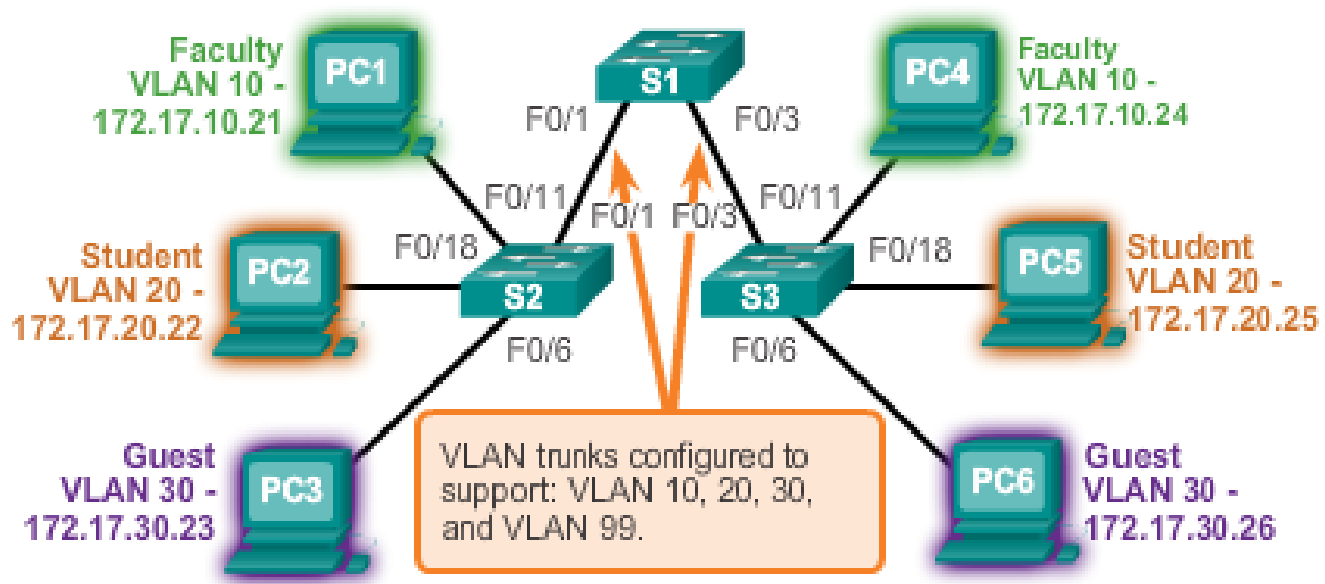 Faculty
VLAN 10 -
172.17.10.21
PC1
S1
PC4
Faculty
VLAN 10 -
172.17.10.24
F0/1
F0/3
F0/11
F0/1
F0/3
F0/11
Student
VLAN 20 -
172.17.20.22
PC2
F0/18
S2
S3
F0/18
PC5
Student
VLAN 20 -
172.17.20.25
F0/6
F0/6
Guest
VLAN 30 -
172.17.30.23
PC3
VLAN trunks configured to
support: VLAN 10, 20, 30,
and VLAN 99.
PC6
Guest
VLAN 30 -
172.17.30.26